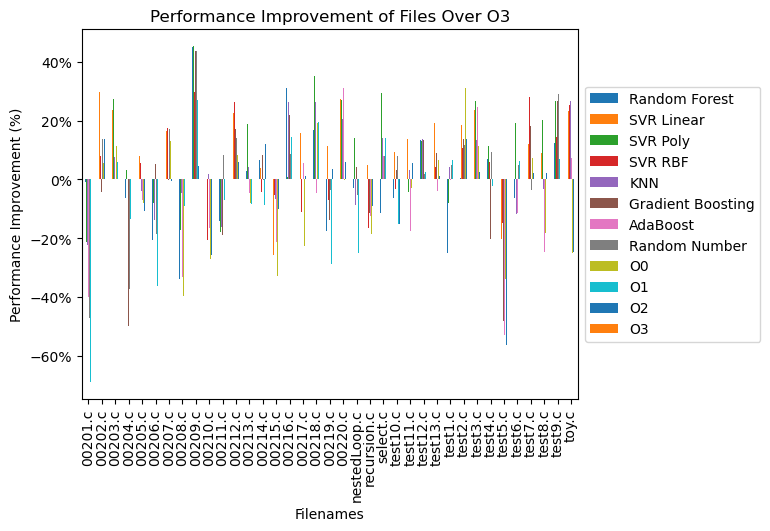 Performance Improvement of Files Over O3
Performance Improvement (%)
40%
20%
0%
−20%
−40%
−60%
00201.c
00202.c
00203.c
00204.c
00205.c
00206.c
00207.c
00208.c
00209.c
00210.c
00211.c
00212.c
00213.c
00214.c
00215.c
00216.c
00217.c
00218.c
00219.c
00220.c
nestedLoop.c
recursion.c
select.c
test10.c
test11.c
test12.c
test13.c
test1.c
test2.c
test3.c
test4.c
test5.c
test6.c
test7.c
test8.c
test9.c
toy.c
Filenames
Random Forest
SVR Linear
SVR Poly
SVR RBF
KNN
Gradient Boosting
AdaBoost
Random Number
O0
O1
O2
O3